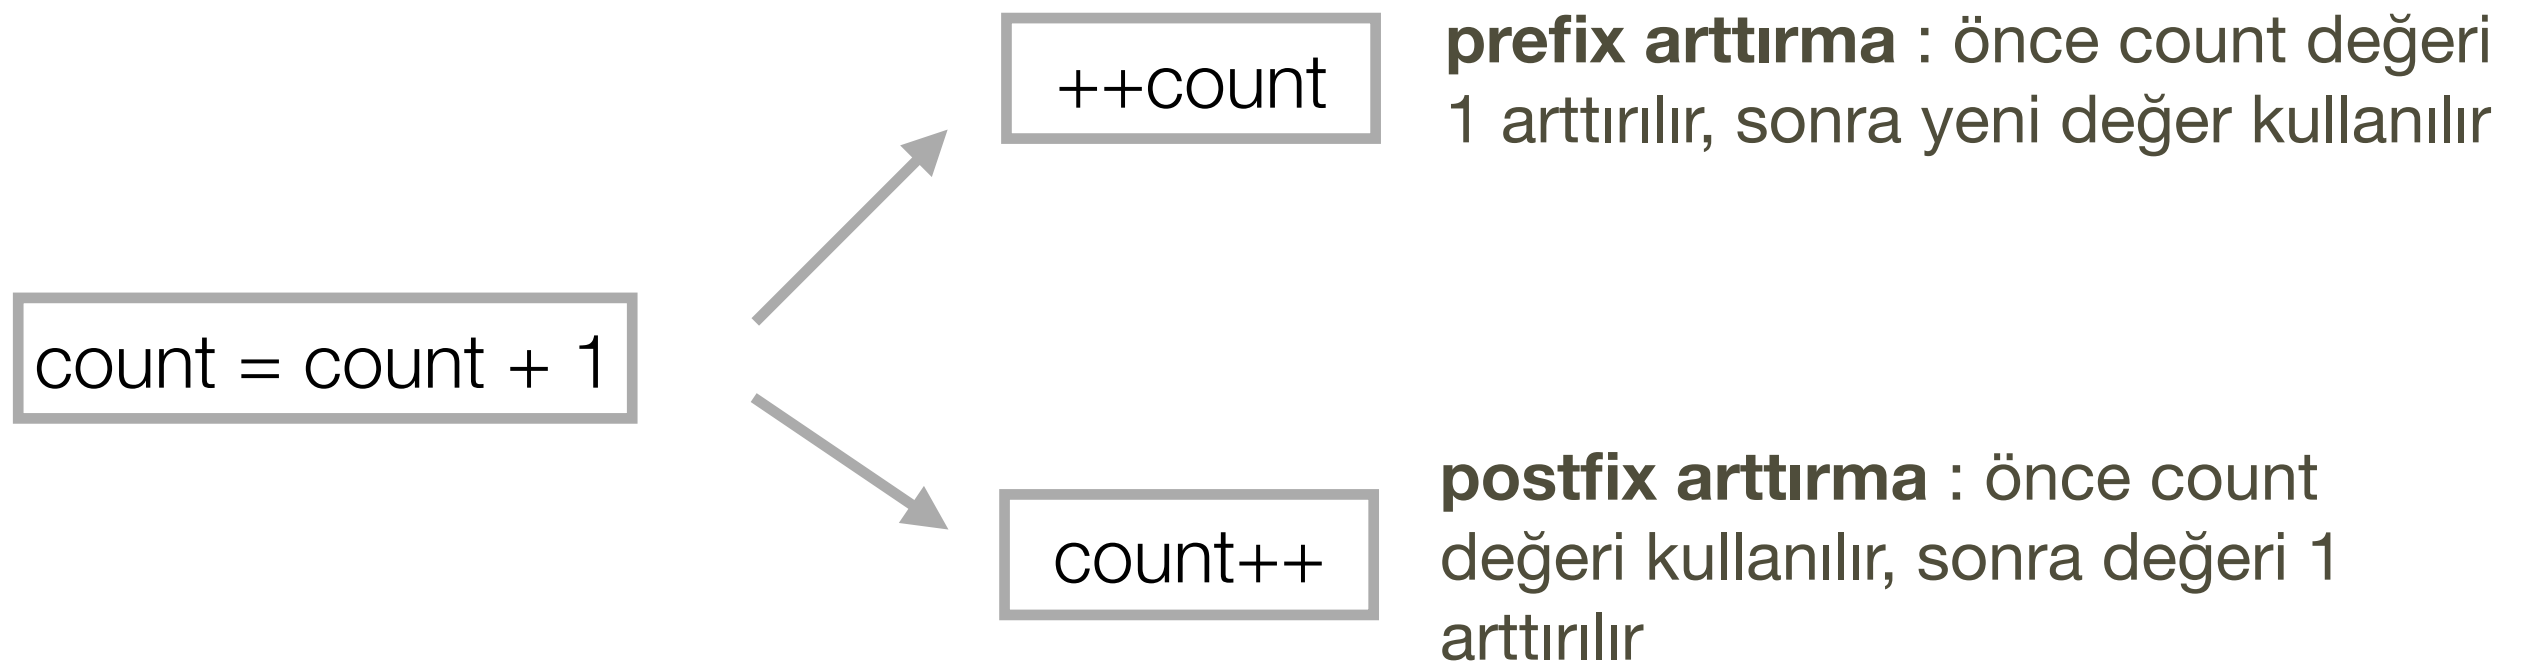 ++count
prefix arttırma : önce count değeri
1 arttırılır, sonra yeni değer kullanılır
count = count + 1
count++
postfix arttırma : önce count
değeri kullanılır, sonra değeri 1
arttırılır